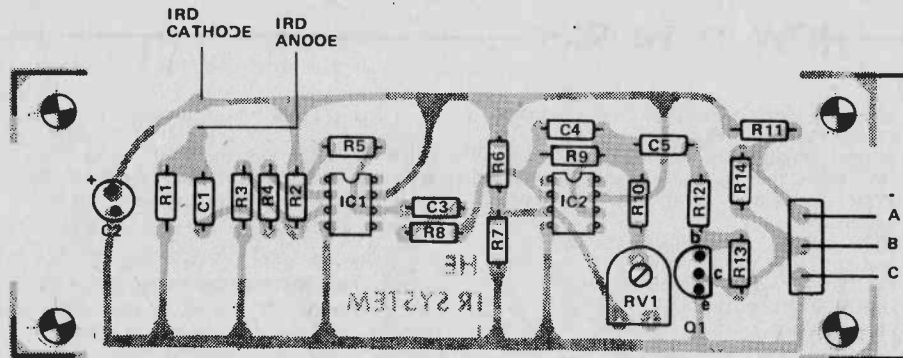 IRD
CATHODE
IRD
ANOOE
R11
C4
R5
C5
R6
R9
R14
+
R1
C1
R3
R4
R2
IC1
IC2
R10
R12
C3
A
C2
R8
R7
b
B
HE
c
R13
C
IR SYSTEM
RV1
e
Q1